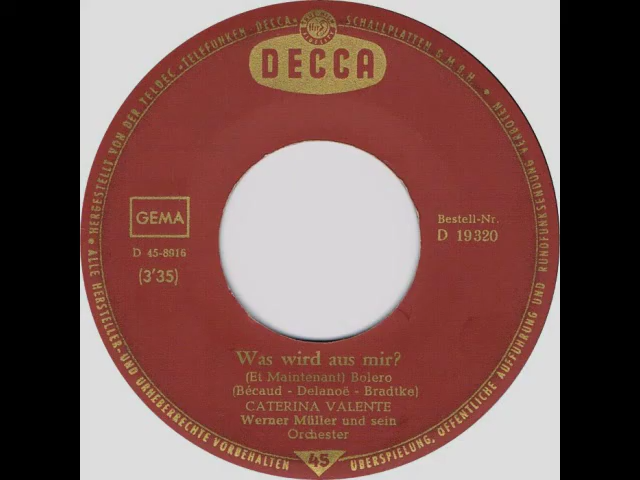 DECCA
HERGESTELLT VON DER TELDEC »TELEFUNKEN-DECCA« SCHALLPLATTEN G.M.B.H.
ALLE HERSTELLER- UND URHEBERRECHTE VORBEHALTEN
ÜBERSPIELUNG, ÖFFENTLICHE AUFFÜHRUNG UND RUNDFUNKSENDUNG VERBOTEN
GEMA
D 45-8916
(3'35)
Bestell-Nr.
D 19320
Was wird aus mir?
(Et Maintenant) Bolero
(Bécaud - Delanoë - Bradtke)
CATERINA VALENTE
Werner Müller und sein
Orchester
45